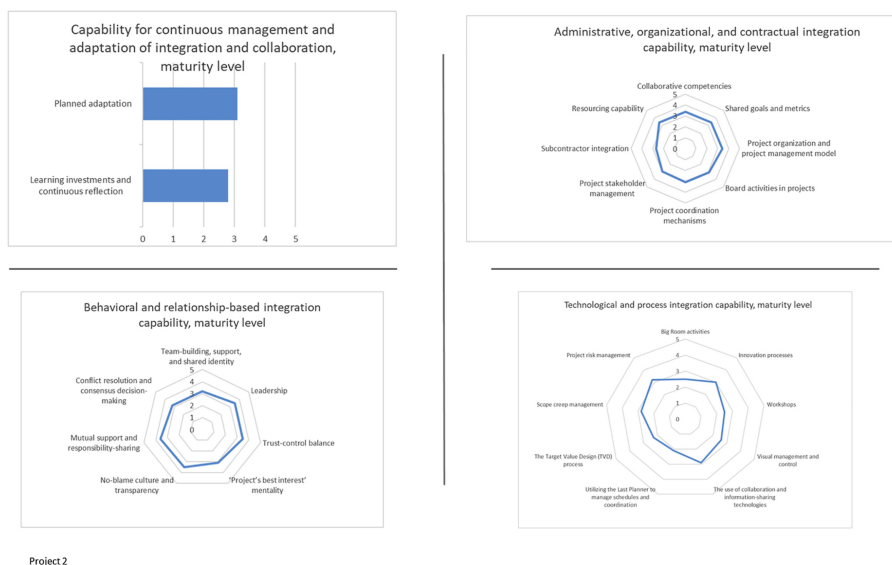 Capability for continuous management and
adaptation of integration and collaboration,
maturity level
Planned adaptation
Learning investments and
continuous reflection
0 1 2 3 4 5
Administrative, organizational, and contractual integration
capability, maturity level
Collaborative competencies
Shared goals and metrics
Project organization and
project management model
Board activities in projects
Project coordination
mechanisms
Project stakeholder
management
Subcontractor integration
Resourcing capability
5
4
3
2
1
0
Behavioral and relationship-based integration
capability, maturity level
Team-building, support,
and shared identity
Leadership
Trust-control balance
'Project's best interest'
mentality
No-blame culture and
transparency
Mutual support and
responsibility-sharing
Conflict resolution and
consensus decision-
making
5
4
3
2
1
0
Technological and process integration capability, maturity level
Big Room activities
Innovation processes
Workshops
Visual management and
control
The use of collaboration and
information-sharing
technologies
Utilizing the Last Planner to
manage schedules and
coordination
The Target Value Design (TVD)
process
Scope creep management
Project risk management
5
4
3
2
1
0
Project 2